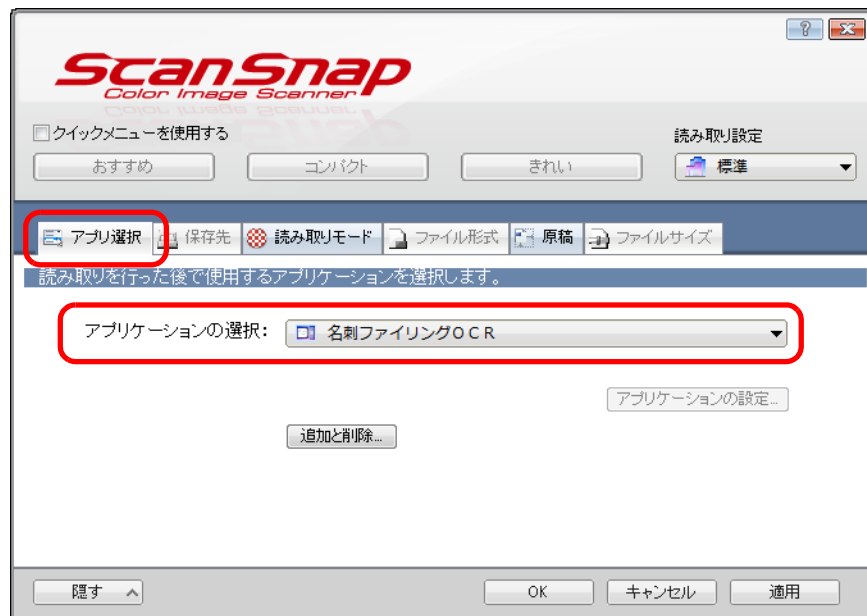 ScanSnap
Color Image Scanner
クイックメニューを使用する
読み取り設定
おすすめ
コンパクト
きれい
標準
アプリ選択
保存先
読み取りモード
ファイル形式
原稿
ファイルサイズ
読み取りを行った後で使用するアプリケーションを選択します。
アプリケーションの選択:
名刺ファイリングOCR
アプリケーションの設定...
追加と削除...
隠す
OK
キャンセル
適用